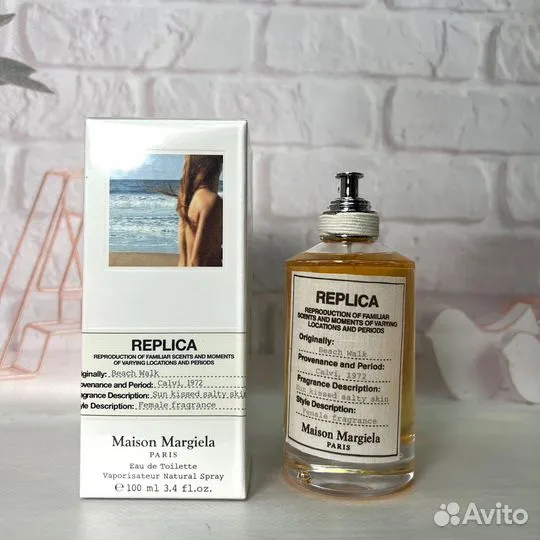 REPLICA
REPRODUCTION OF FAMILIAR SCENTS AND MOMENTS
OF VARYING LOCATIONS AND PERIODS
Originally: Beach Walk
Provenance and Period: Calvi, 1972
Fragrance Description: Sun kissed salty skin
Style Description: Female fragrance
Maison Margiela
PARIS
Eau de Toilette
Vaporisateur Natural Spray
℮ 100 ml 3.4 fl.oz.
REPLICA
REPRODUCTION OF FAMILIAR
SCENTS AND MOMENTS OF VARYING
LOCATIONS AND PERIODS
Originally:
Beach Walk
Provenance and Period:
Calvi, 1972
Fragrance Description:
Sun kissed salty skin
Style Description:
Female fragrance
Maison Margiela
PARIS
Avito